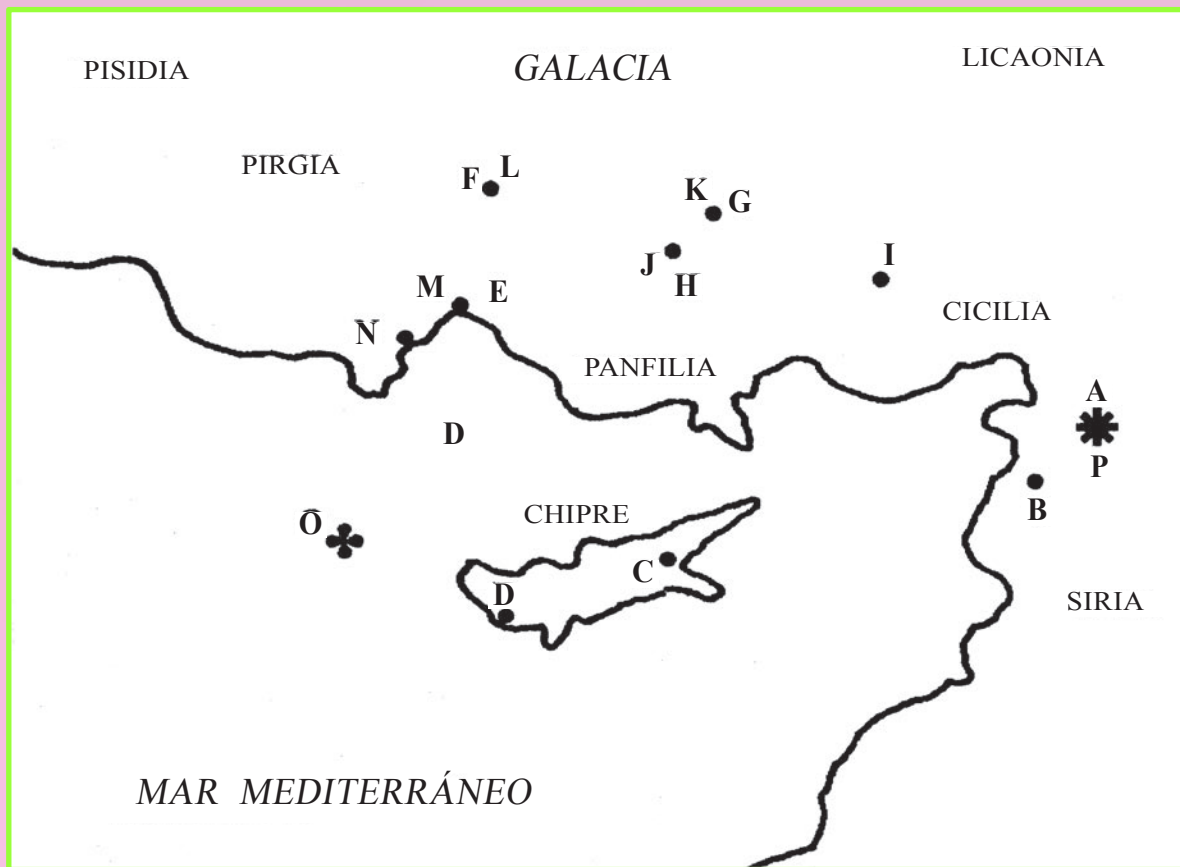 PISIDIA
GALACIA
LICAONIA
PIRGIA
F L
K G
J
H
I
M E
N
CICILIA
PANFILIA
A
D
P
B
O
CHIPRE
C
D
SIRIA
MAR MEDITERRÁNEO